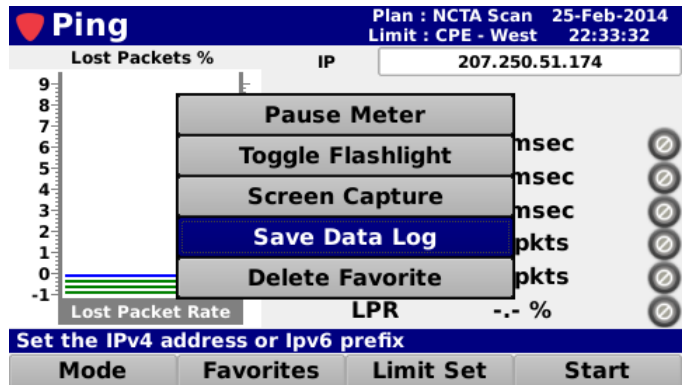 Ping
Plan : NCTA Scan 25-Feb-2014
Limit : CPE - West 22:33:32
Lost Packets %
IP 207.250.51.174
9
8
7
6
5
4
3
2
1
0
-1
Pause Meter
Toggle Flashlight
Screen Capture
Save Data Log
Delete Favorite
msec
msec
msec
pkts
pkts
Lost Packet Rate
LPR -.- %
Set the IPv4 address or Ipv6 prefix
Mode Favorites Limit Set Start